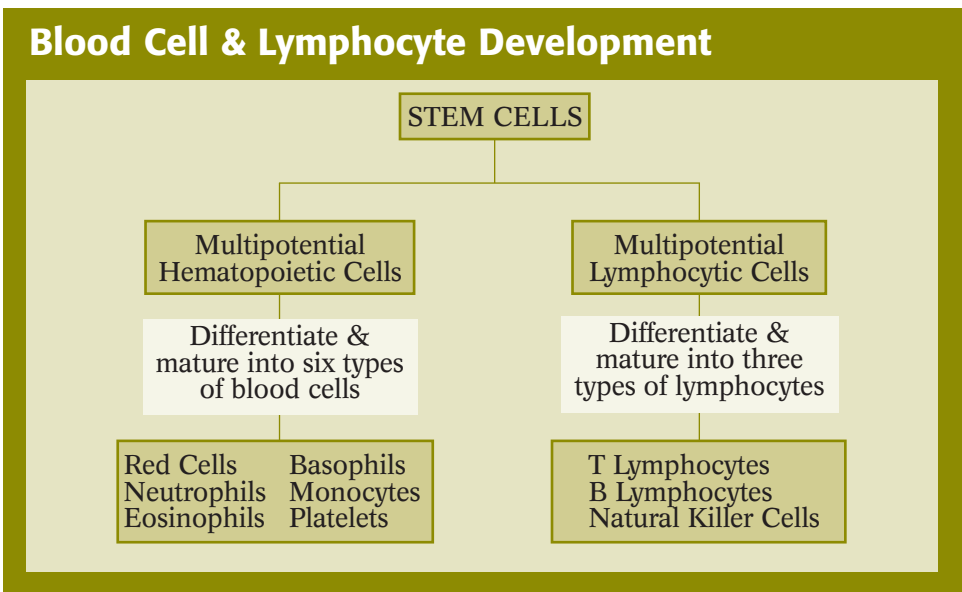 Blood Cell & Lymphocyte Development
STEM CELLS
Multipotential
Hematopoietic Cells
Differentiate &
mature into six types
of blood cells
Red Cells
Neutrophils
Eosinophils
Basophils
Monocytes
Platelets
Multipotential
Lymphocytic Cells
Differentiate &
mature into three
types of lymphocytes
T Lymphocytes
B Lymphocytes
Natural Killer Cells